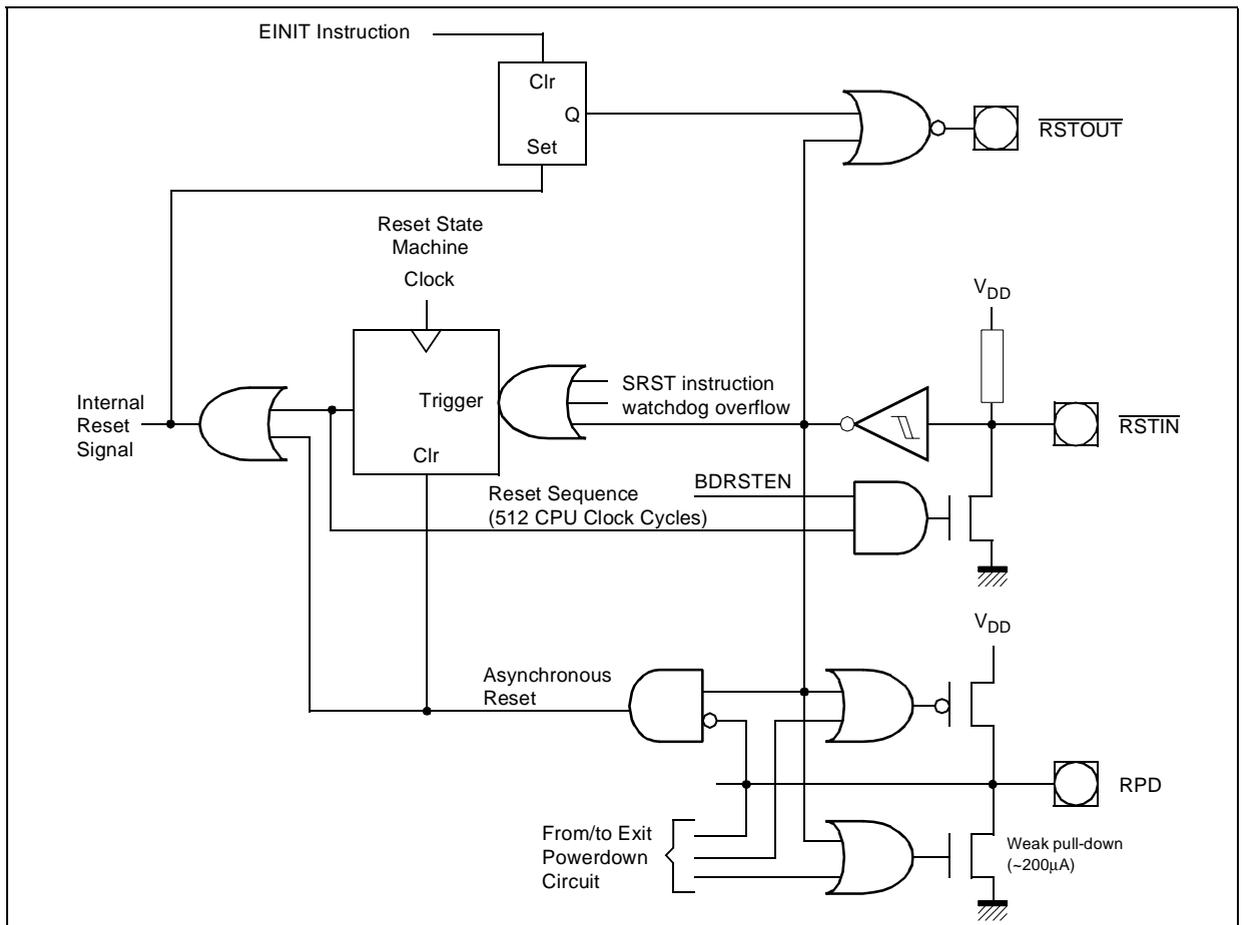 EINIT Instruction
Clr
Q
Set
RSTOUT
Reset State
Machine
Clock
VDD
Trigger
SRST instruction
watchdog overflow
Internal
Reset
Signal
RSTIN
Clr
BDRSTEN
Reset Sequence
(512 CPU Clock Cycles)
VDD
Asynchronous
Reset
RPD
From/to Exit
Powerdown
Circuit
Weak pull-down
(~200µA)